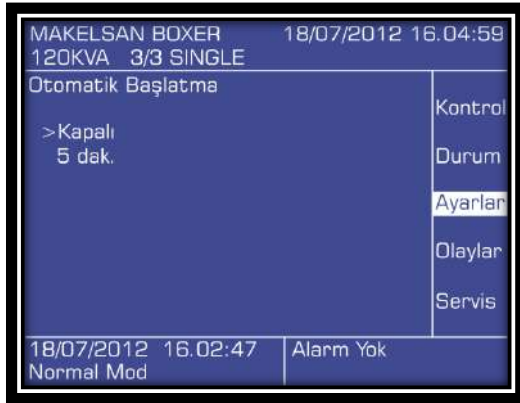 MAKELSAN BOXER 18/07/2012 16.04:59
120KVA 3/3 SINGLE
Otomatik Başlatma
>Kapalı
5 dak.
Kontrol
Durum
Ayarlar
Olaylar
Servis
18/07/2012 16.02:47 Alarm Yok
Normal Mod